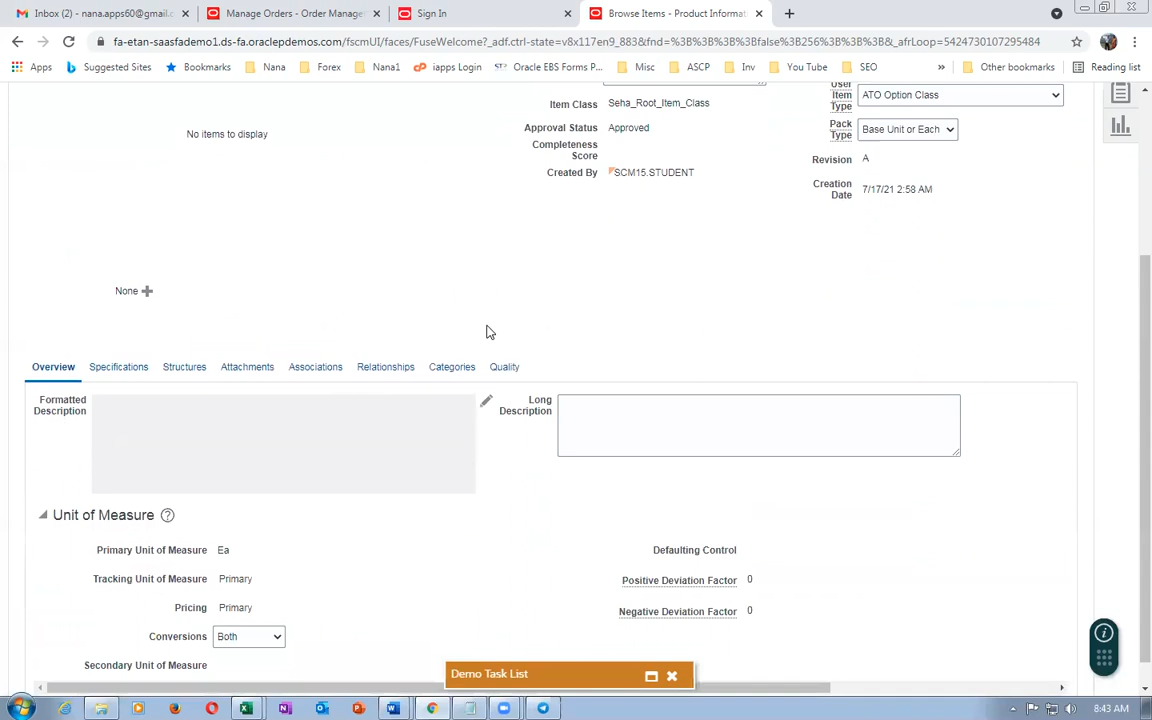 Inbox (2) - nana.apps60@gmail.c
Manage Orders - Order Manage
Sign In
Browse Items - Product Informat
fa-etan-saasfademo1.ds-fa.oraclepdemos.com/fscmUI/faces/FuseWelcome?_adf.ctrl-state=v8x117en9_883&fnd=%3B%3B%3B%3Bfalse%3B256%3B%3B%3B&_afrLoop=5424730107295484
Apps
Suggested Sites
Bookmarks
Nana
Forex
Nana1
iapps Login
Oracle EBS Forms P...
Misc
ASCP
Inv
You Tube
SEO
»
Other bookmarks
Reading list
No items to display
None
Item Class Seha_Root_Item_Class
Approval Status Approved
Completeness
Score
Created By SCM15.STUDENT
User
Item
Type
ATO Option Class
Pack
Type
Base Unit or Each
Revision A
Creation
Date
7/17/21 2:58 AM
Overview Specifications Structures Attachments Associations Relationships Categories Quality
Formatted
Description
Long
Description
Unit of Measure
Primary Unit of Measure Ea
Tracking Unit of Measure Primary
Pricing Primary
Conversions Both
Secondary Unit of Measure
Defaulting Control
Positive Deviation Factor 0
Negative Deviation Factor 0
Demo Task List
8:43 AM